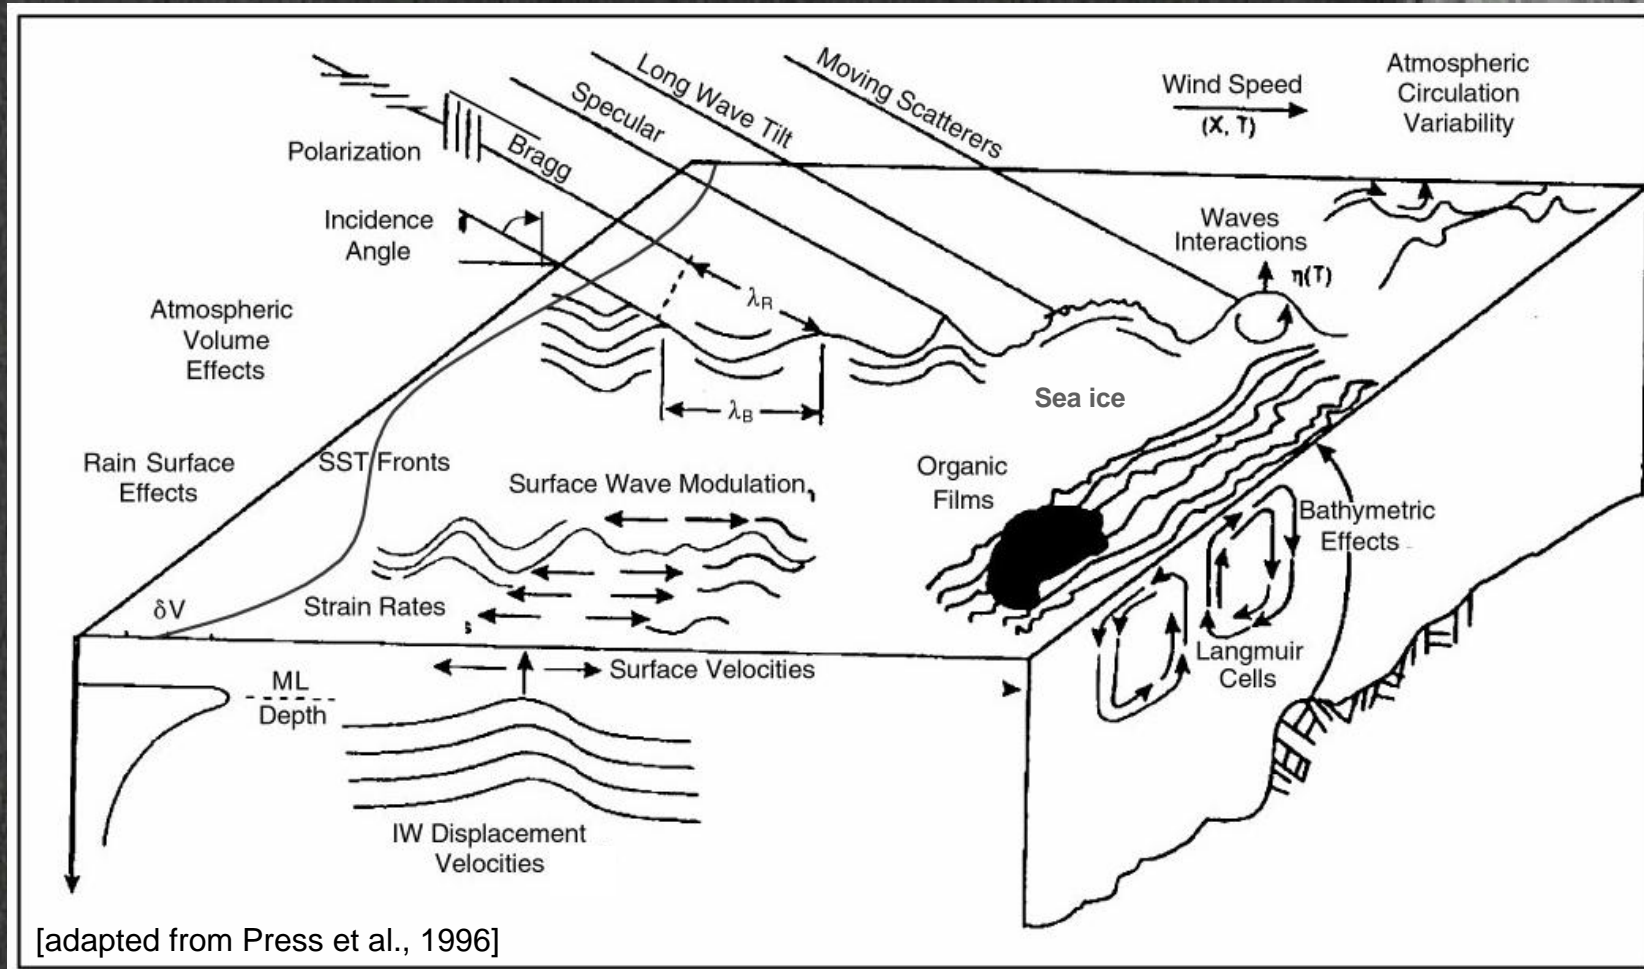 Polarization
Bragg
Specular
Long Wave Tilt
Moving Scatterers
Wind Speed
(X, T)
Atmospheric
Circulation
Variability
Incidence
Angle
Waves
Interactions
η(T)
λR
λB
Atmospheric
Volume
Effects
Sea ice
Rain Surface
Effects
SST Fronts
Surface Wave Modulation
Organic
Films
Bathymetric
Effects
δV
Strain Rates
s
Langmuir
Cells
Surface Velocities
ML
Depth
IW Displacement
Velocities
[adapted from Press et al., 1996]